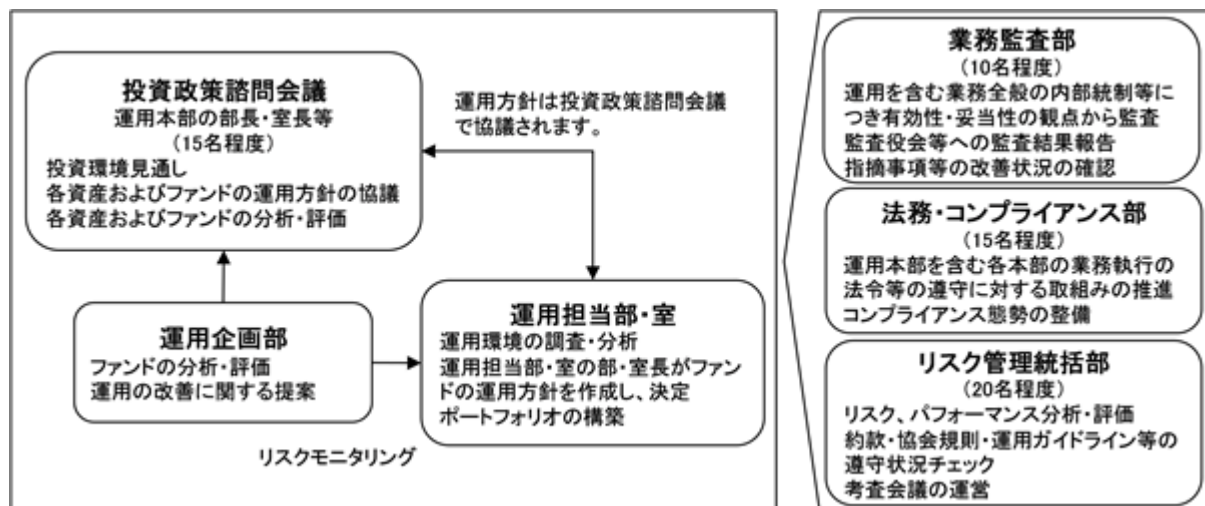 投資政策諮問会議
運用本部の部長・室長等
(15名程度)
投資環境見通し
各資産およびファンドの運用方針の協議
各資産およびファンドの分析・評価
運用方針は投資政策諮問会議
で協議されます。
運用企画部
ファンドの分析・評価
運用の改善に関する提案
運用担当部・室
運用環境の調査・分析
運用担当部・室の部・室長がファン
ドの運用方針を作成し、決定
ポートフォリオの構築
リスクモニタリング
業務監査部
(10名程度)
運用を含む業務全般の内部統制等に
つき有効性・妥当性の観点から監査
監査役会等への監査結果報告
指摘事項等の改善状況の確認
法務・コンプライアンス部
(15名程度)
運用本部を含む各本部の業務執行の
法令等の遵守に対する取組みの推進
コンプライアンス態勢の整備
リスク管理統括部
(20名程度)
リスク、パフォーマンス分析・評価
約款・協会規則・運用ガイドライン等の
遵守状況チェック
考査会議の運営